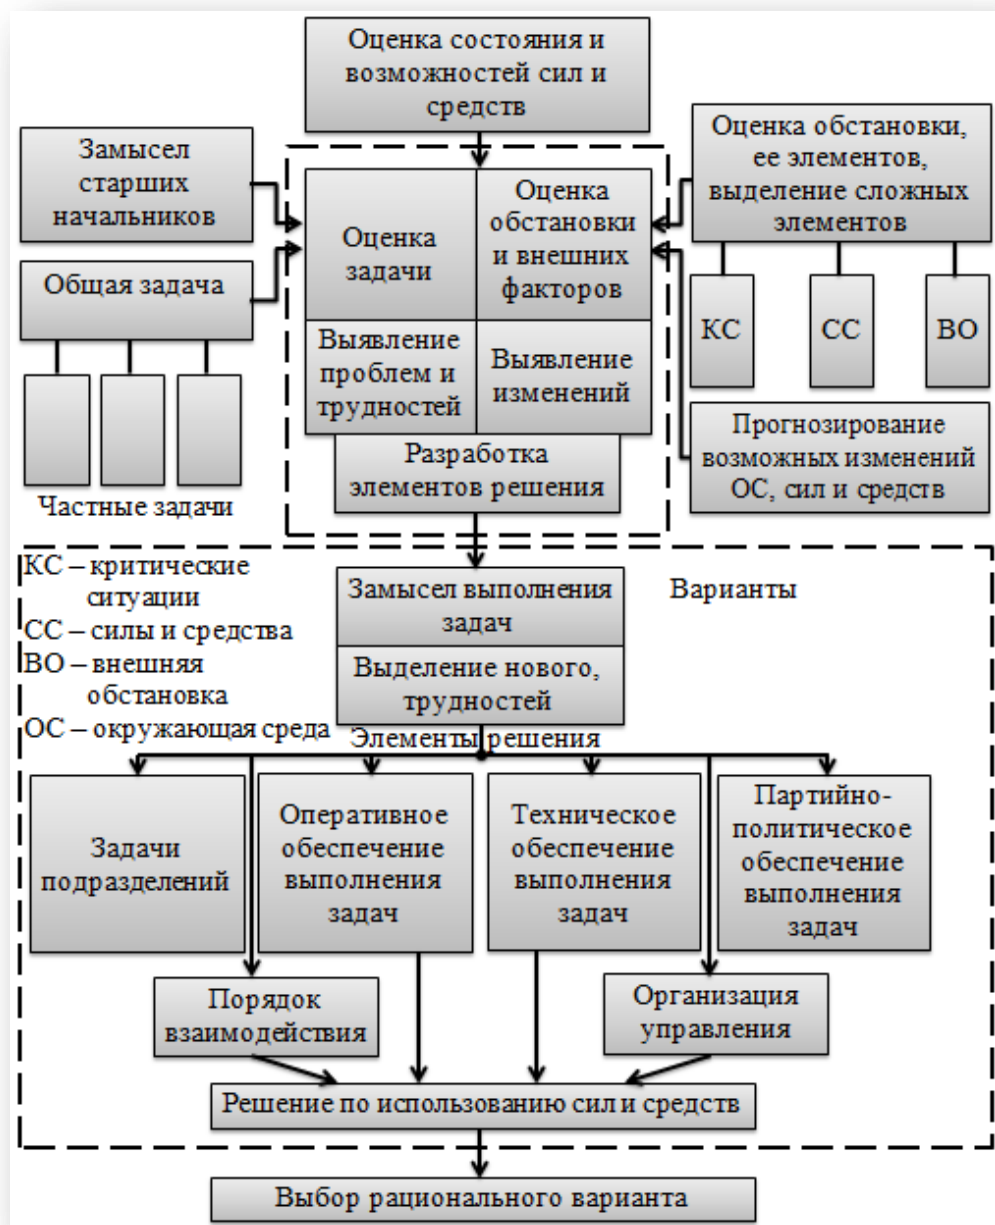 Оценка состояния и
возможностей сил и
средств
Замысел
старших
начальников
Оценка обстановки,
ее элементов,
выделение сложных
элементов
Оценка
задачи
Оценка
обстановки
и внешних
факторов
Общая задача
КС
СС
ВО
Выявление
проблем и
трудностей
Выявление
изменений
Частные задачи
Прогнозирование
возможных изменений
ОС, сил и средств
Разработка
элементов решения
КС – критические
ситуации
СС – силы и средства
ВО – внешняя
обстановка
ОС – окружающая среда
Замысел выполнения
задач
Варианты
Выделение нового,
трудностей
Элементы решения
Задачи
подразделений
Оперативное
обеспечение
выполнения
задач
Техническое
обеспечение
выполнения
задач
Партийно-
политическое
обеспечение
выполнения
задач
Порядок
взаимодействия
Организация
управления
Решение по использованию сил и средств
Выбор рационального варианта